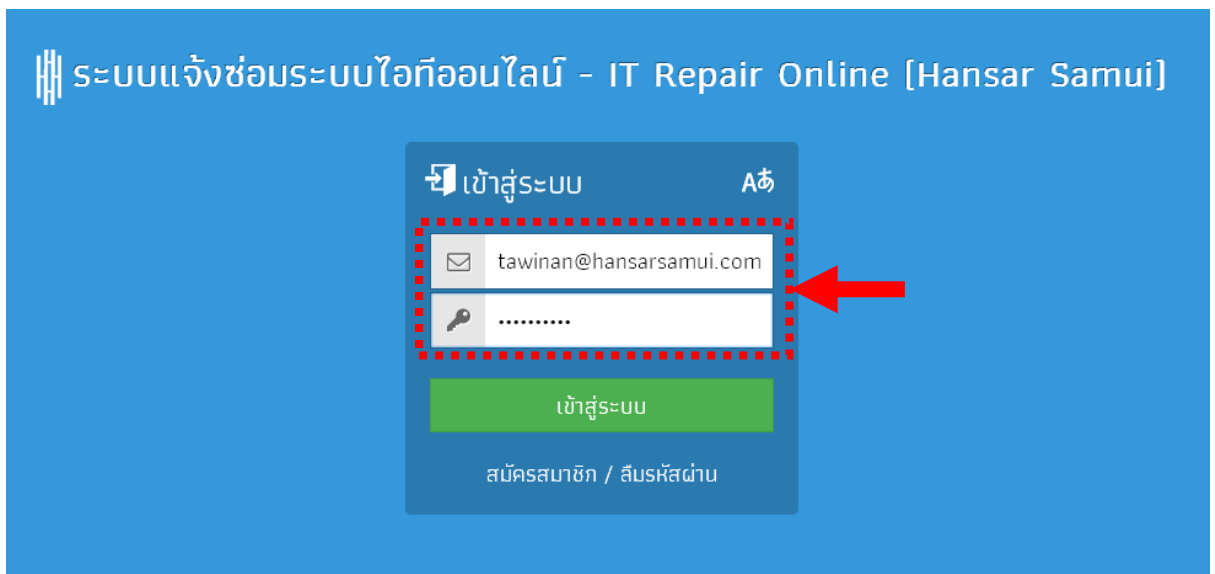 ระบบแจ้งซ่อมระบบไอทีออนไลน์ - IT Repair Online [Hansar Samui]
เข้าสู่ระบบ Aあ
tawinan@hansarsamui.com
••••••••••
เข้าสู่ระบบ
สมัครสมาชิก / ลืมรหัสผ่าน